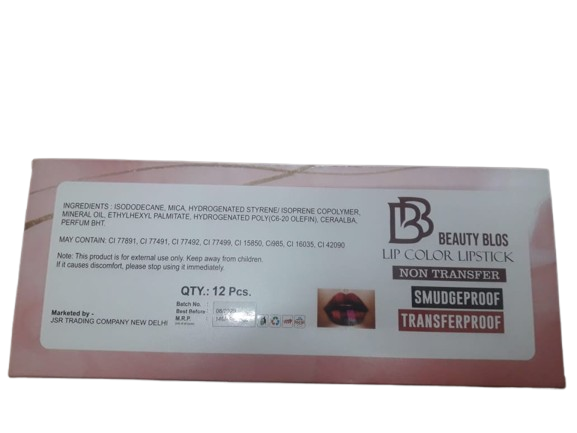 INGREDIENTS : ISODODECANE, MICA, HYDROGENATED STYRENE/ ISOPRENE COPOLYMER,
MINERAL OIL, ETHYLHEXYL PALMITATE, HYDROGENATED POLY(C6-20 OLEFIN), CERAALBA,
PERFUM BHT.
MAY CONTAIN: CI 77891, CI 77491, CI 77492, CI 77499, CI 15850, Ci985, CI 16035, CI 42090
Note: This product is for external use only. Keep away from children.
If it causes discomfort, please stop using it immediately.
QTY.: 12 Pcs.
Batch No.
Best Before
M.R.P.
Marketed by -
JSR TRADING COMPANY NEW DELHI
BB
BEAUTY BLOS
LIP COLOR LIPSTICK
NON TRANSFER
SMUDGEPROOF
TRANSFERPROOF